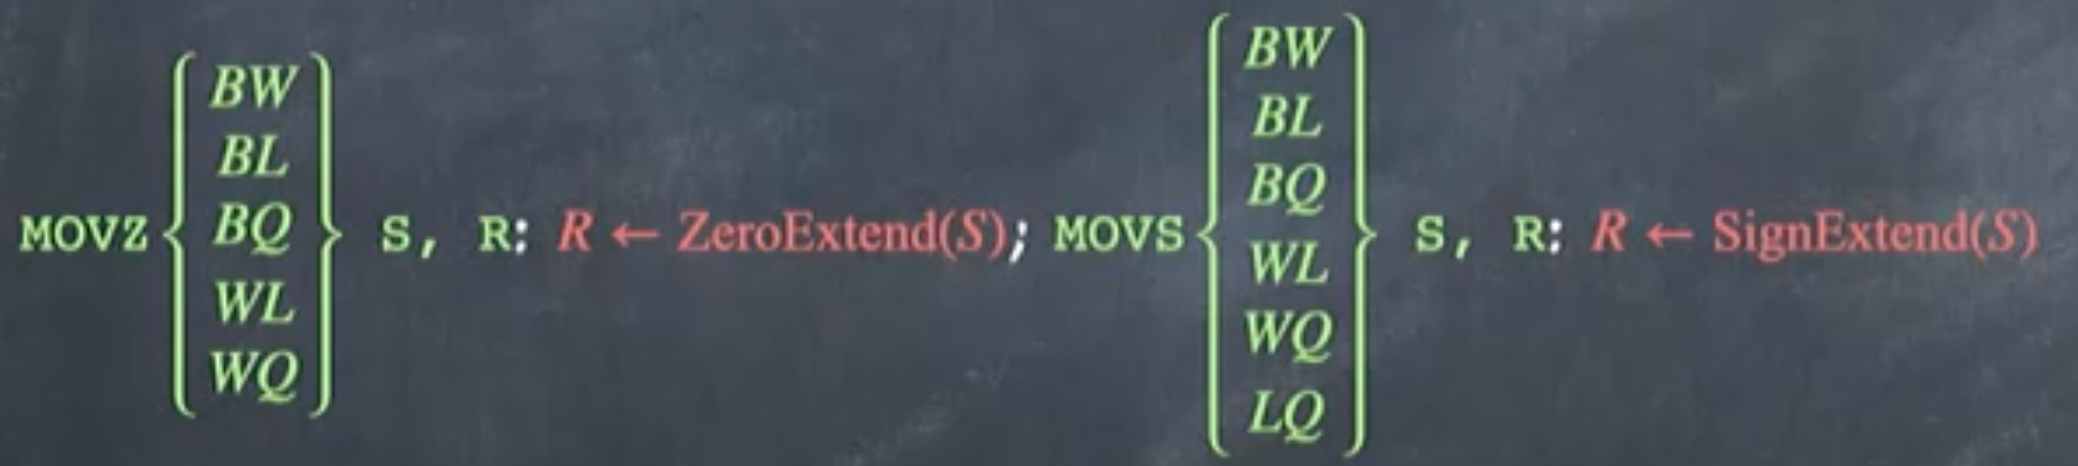 MOVZ { BW BL BQ WL WQ } S, R: R ← ZeroExtend(S); MOVS { BW BL BQ WL WQ LQ } S, R: R ← SignExtend(S)